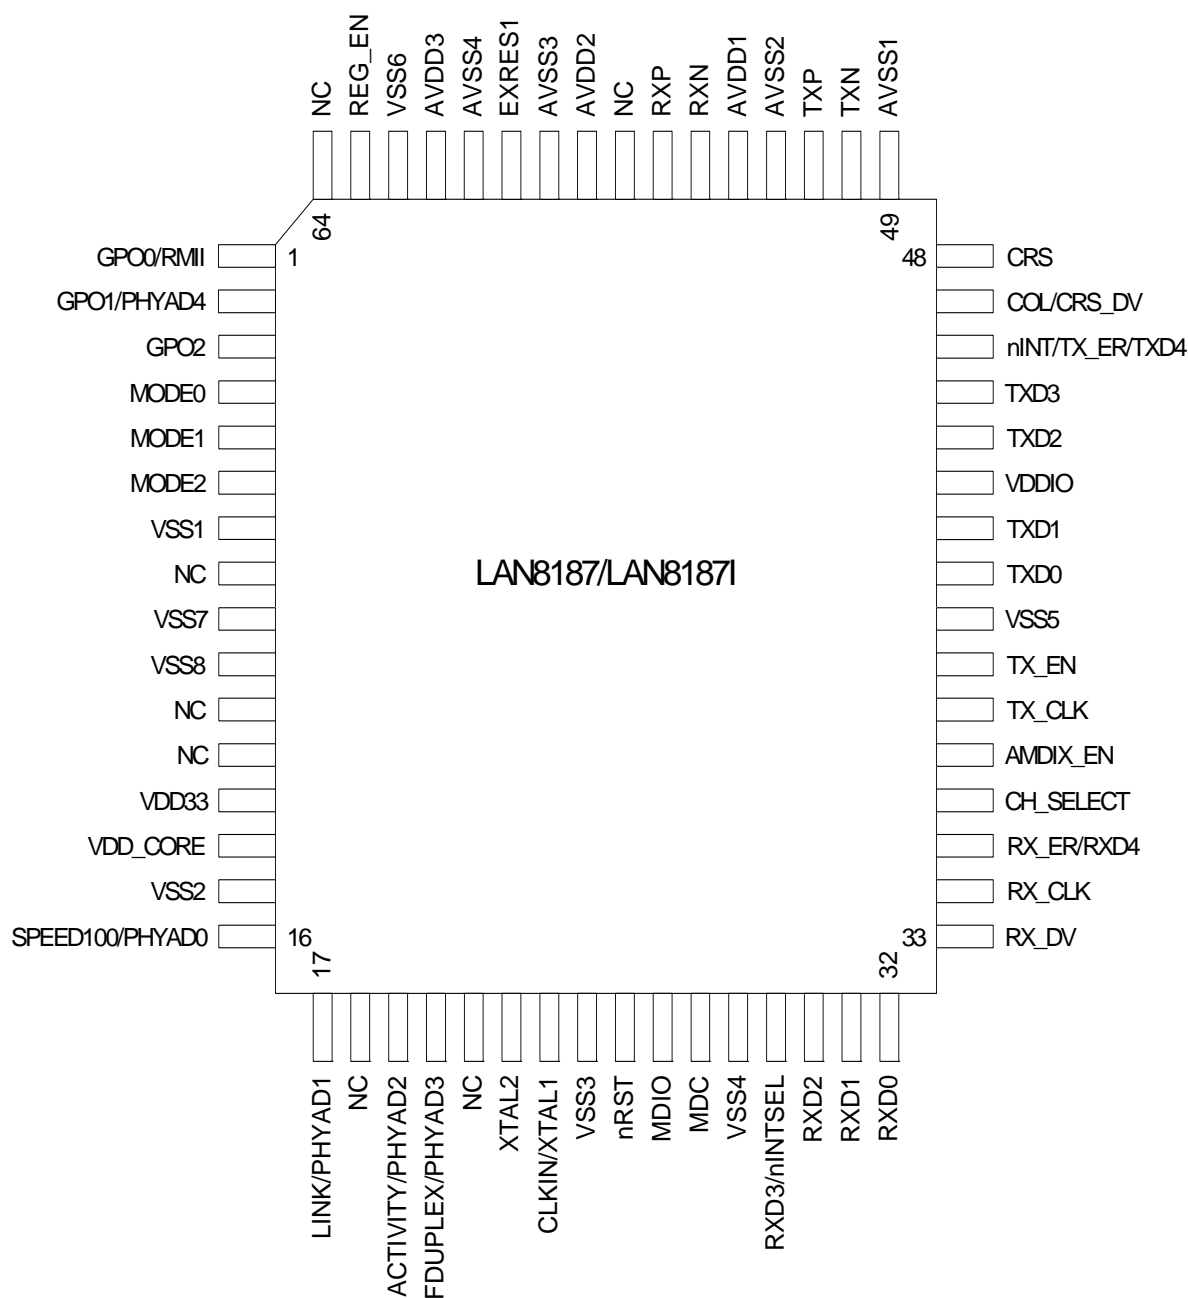 NC
REG_EN
VSS6
AVDD3
AVSS4
EXRES1
AVSS3
AVDD2
NC
RXP
RXN
AVDD1
AVSS2
TXP
TXN
AVSS1
64
49
GPO0/RMII
1
48
CRS
GPO1/PHYAD4
COL/CRS_DV
GPO2
nINT/TX_ER/TXD4
MODE0
TXD3
MODE1
TXD2
MODE2
VDDIO
VSS1
TXD1
NC
LAN8187/LAN8187I
TXD0
VSS7
VSS5
VSS8
TX_EN
NC
TX_CLK
NC
AMDIX_EN
VDD33
CH_SELECT
VDD_CORE
RX_ER/RXD4
VSS2
RX_CLK
SPEED100/PHYAD0
16
33
RX_DV
17
32
LINK/PHYAD1
NC
ACTIVITY/PHYAD2
FDUPLEX/PHYAD3
NC
XTAL2
CLKIN/XTAL1
VSS3
nRST
MDIO
MDC
VSS4
RXD3/nINTSEL
RXD2
RXD1
RXD0